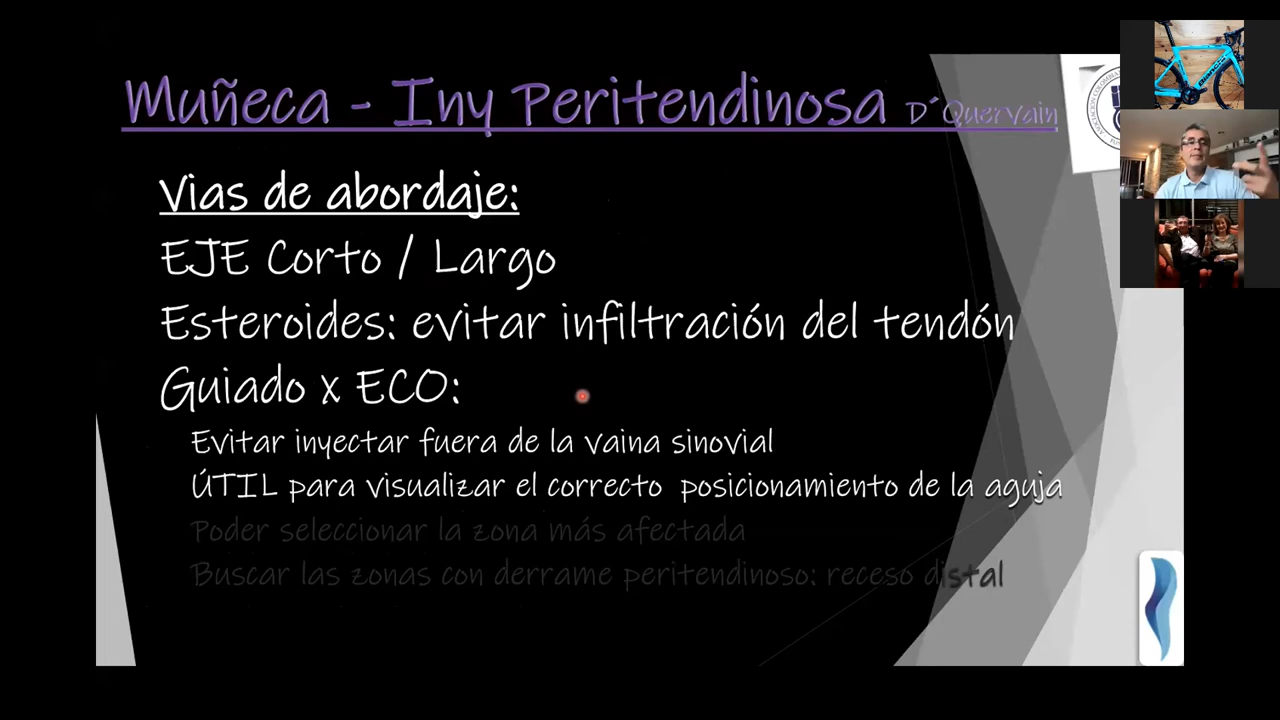 Muñeca - Iny Peritendinosa D´Quervain
Vias de abordaje:
EJE Corto / Largo
Esteroides: evitar infiltración del tendón
Guiado x ECO:
Evitar inyectar fuera de la vaina sinovial
ÚTIL para visualizar el correcto posicionamiento de la aguja
Poder seleccionar la zona más afectada
Buscar las zonas con derrame peritendinoso: receso distal